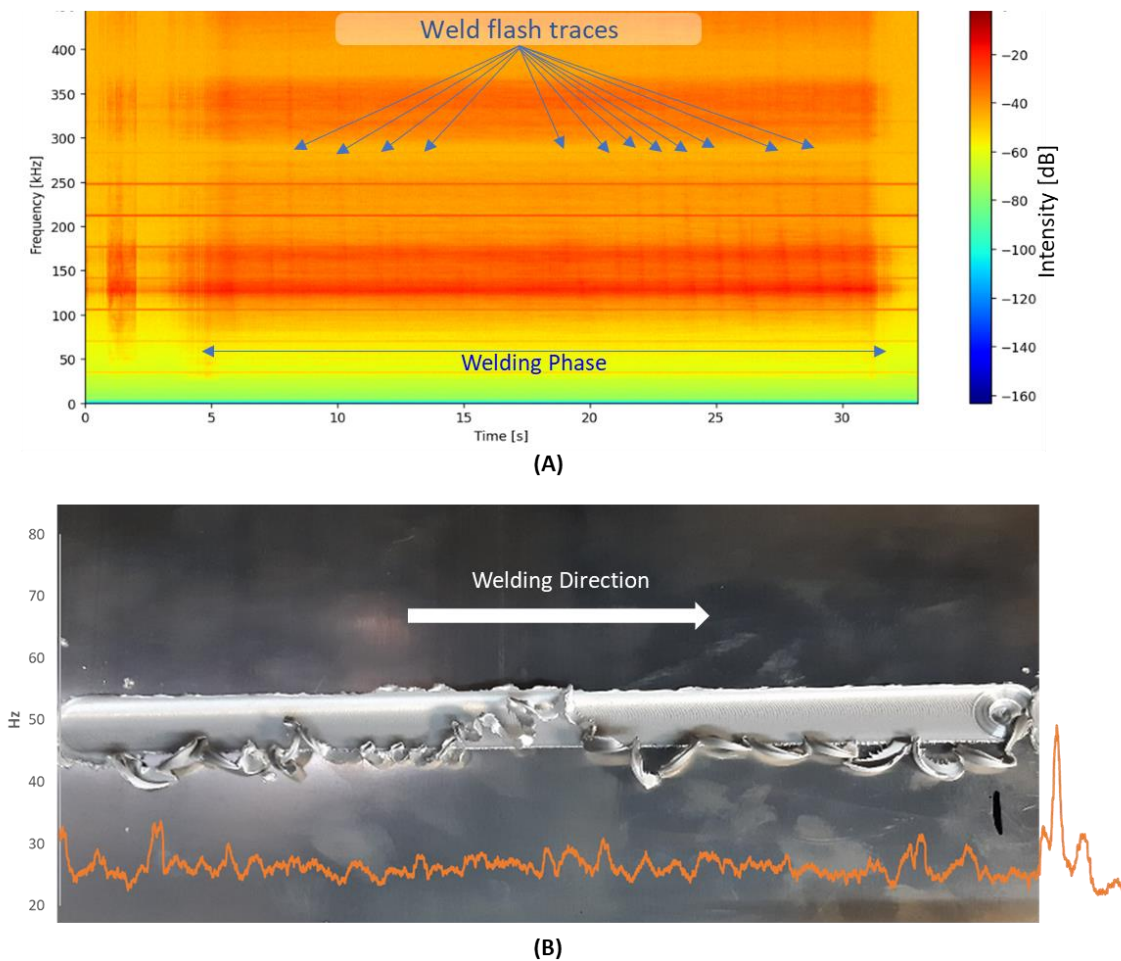 Weld flash traces
400
350
300
250
200
150
100
50
0
Frequency [kHz]
Welding Phase
0 5 10 15 20 25 30
Time [s]
−20
−40
−60
−80
−100
−120
−140
−160
Intensity [dB]
(A)
80
70
60
50
40
30
20
Hz
Welding Direction
(B)